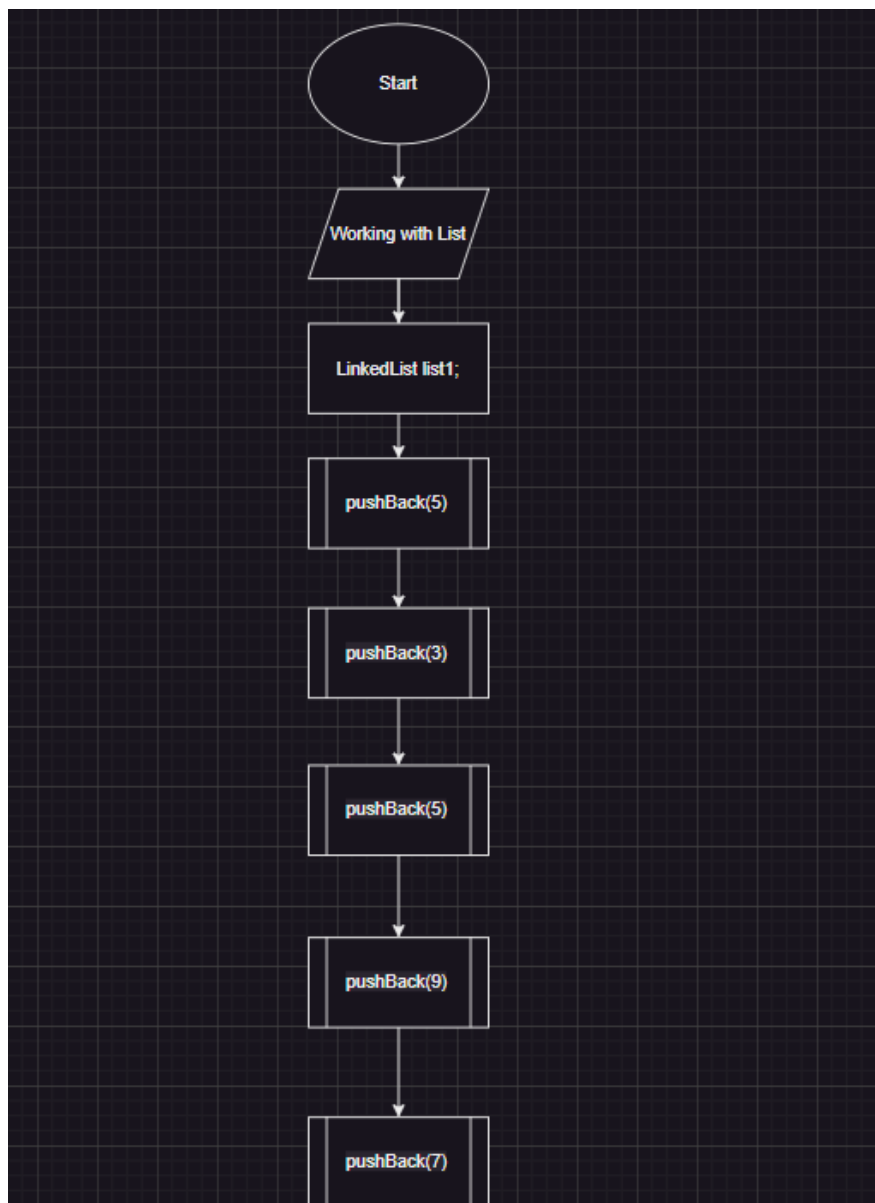 Start
Working with List
LinkedList list1;
pushBack(5)
pushBack(3)
pushBack(5)
pushBack(9)
pushBack(7)